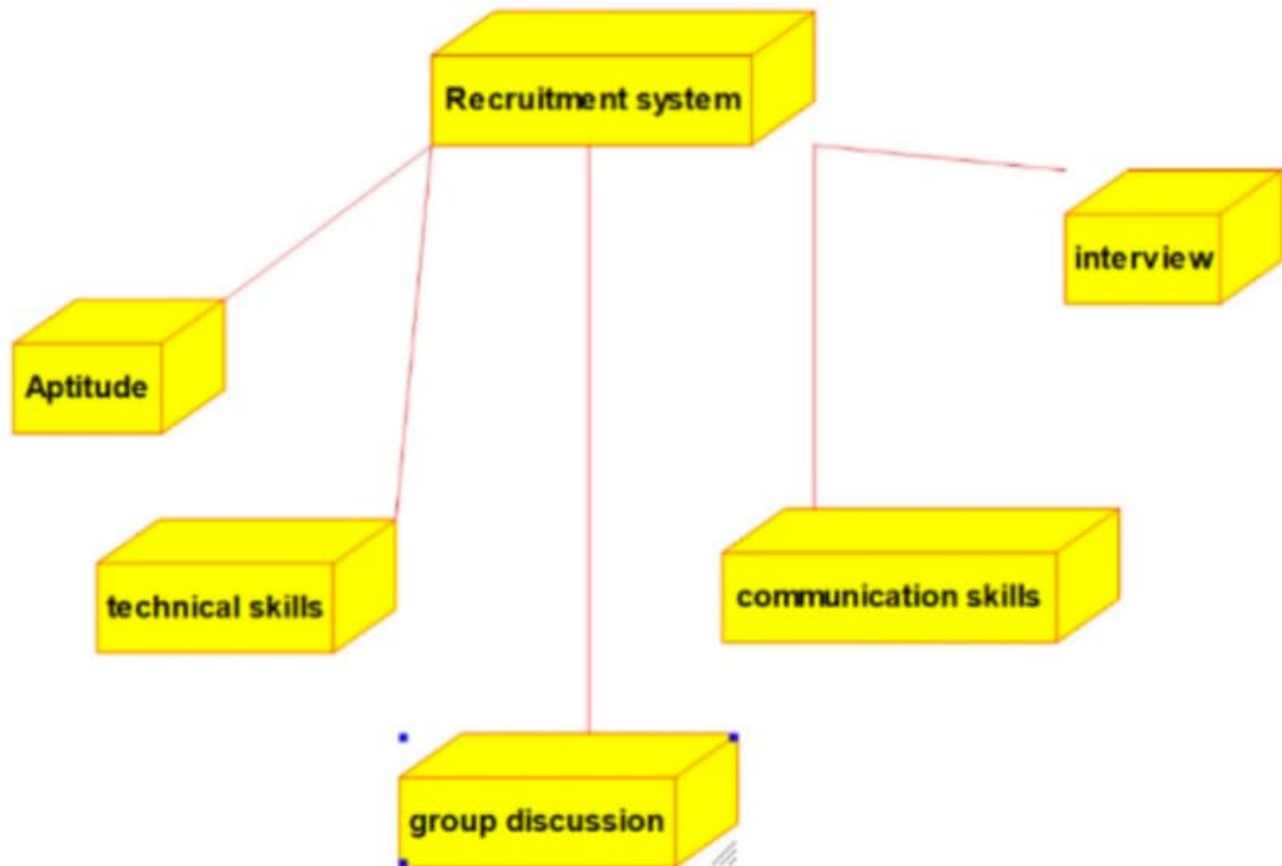 Recruitment system
interview
Aptitude
technical skills
communication skills
group discussion